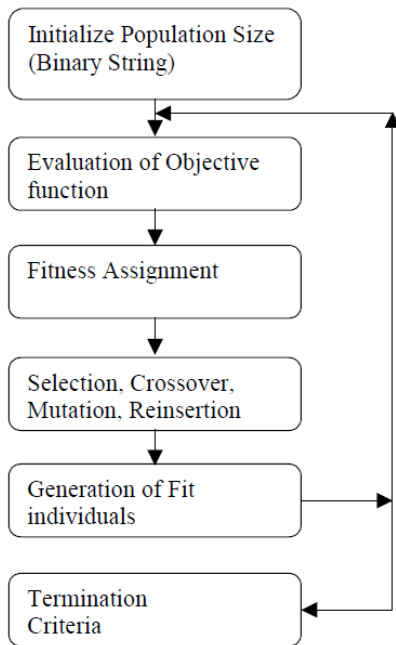 Initialize Population Size
(Binary String)
Evaluation of Objective
function
Fitness Assignment
Selection, Crossover,
Mutation, Reinsertion
Generation of Fit
individuals
Termination
Criteria